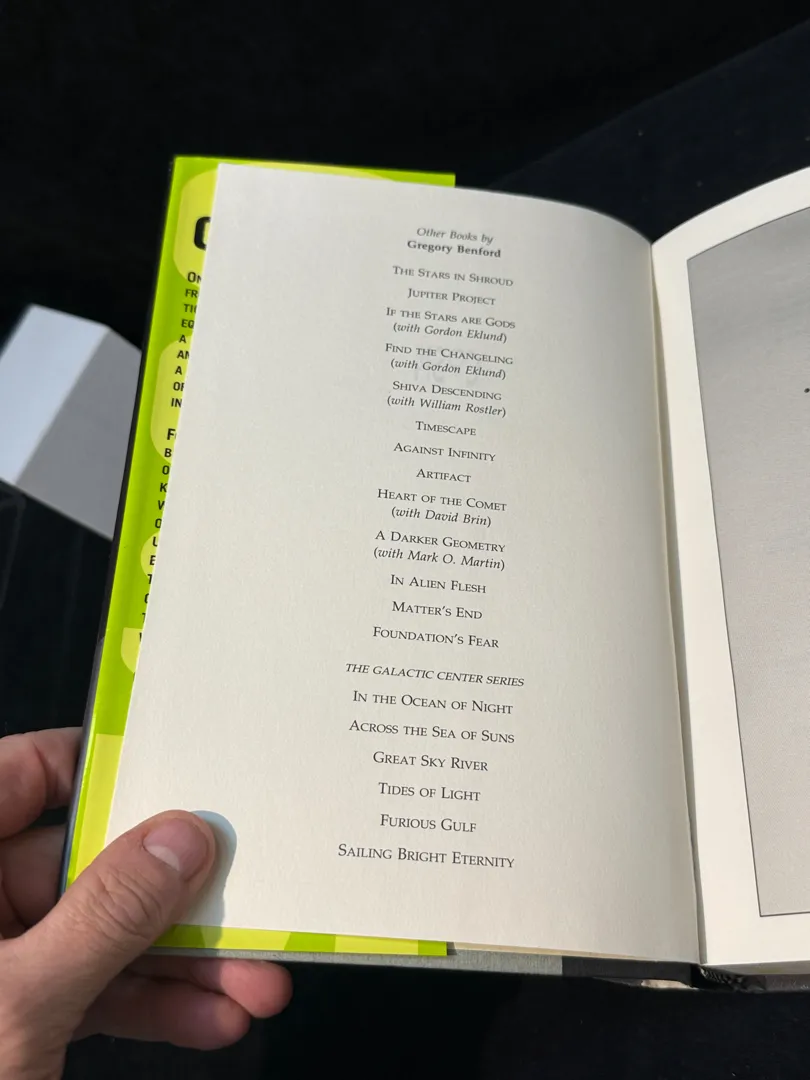 Other Books by
Gregory Benford
THE STARS IN SHROUD
JUPITER PROJECT
IF THE STARS ARE GODS
(with Gordon Eklund)
FIND THE CHANGELING
(with Gordon Eklund)
SHIVA DESCENDING
(with William Rostler)
TIMESCAPE
AGAINST INFINITY
ARTIFACT
HEART OF THE COMET
(with David Brin)
A DARKER GEOMETRY
(with Mark O. Martin)
IN ALIEN FLESH
MATTER'S END
FOUNDATION'S FEAR
THE GALACTIC CENTER SERIES
IN THE OCEAN OF NIGHT
ACROSS THE SEA OF SUNS
GREAT SKY RIVER
TIDES OF LIGHT
FURIOUS GULF
SAILING BRIGHT ETERNITY